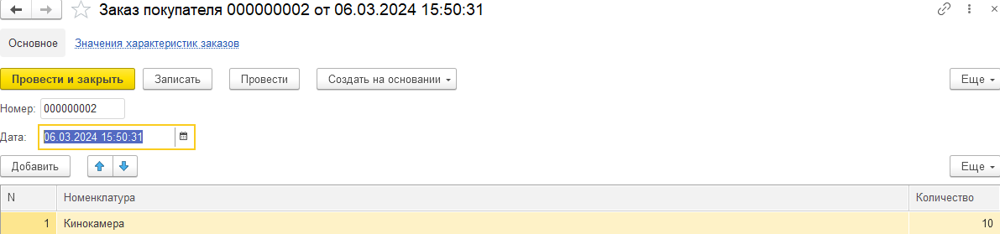 Заказ покупателя 000000002 от 06.03.2024 15:50:31
Основное Значения характеристик заказов
Провести и закрыть Записать Провести Создать на основании Еще
Номер: 000000002
Дата: 06.03.2024 15:50:31
Добавить Еще
N Номенклатура Количество
1 Кинокамера 10